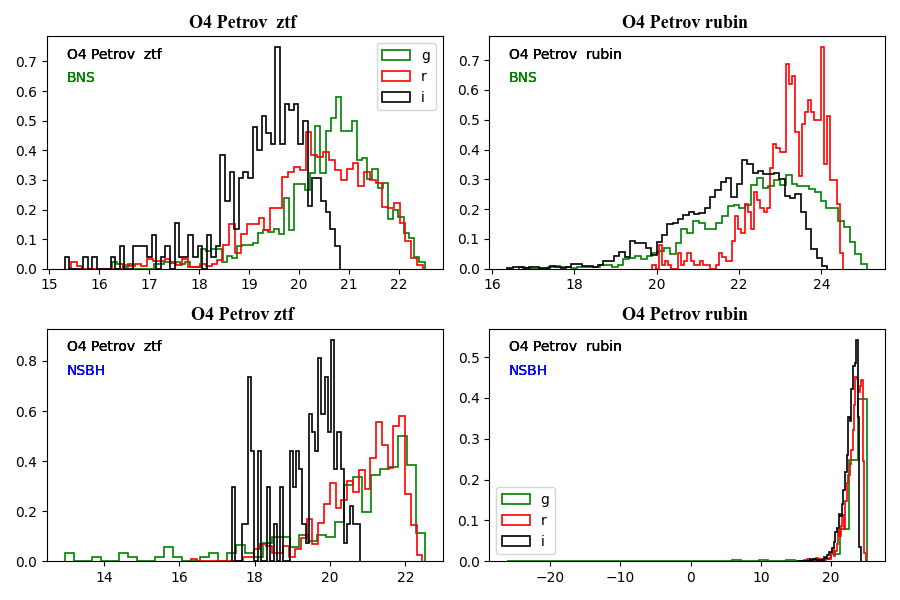 O4 Petrov  ztf
O4 Petrov  ztf
BNS
g
r
i
0.7
0.6
0.5
0.4
0.3
0.2
0.1
0.0
15 16 17 18 19 20 21 22
O4 Petrov rubin
O4 Petrov  rubin
BNS
0.7
0.6
0.5
0.4
0.3
0.2
0.1
0.0
16 18 20 22 24
O4 Petrov ztf
O4 Petrov  ztf
NSBH
0.8
0.6
0.4
0.2
0.0
14 16 18 20 22
O4 Petrov rubin
O4 Petrov  rubin
NSBH
g
r
i
0.5
0.4
0.3
0.2
0.1
0.0
−20 −10 0 10 20